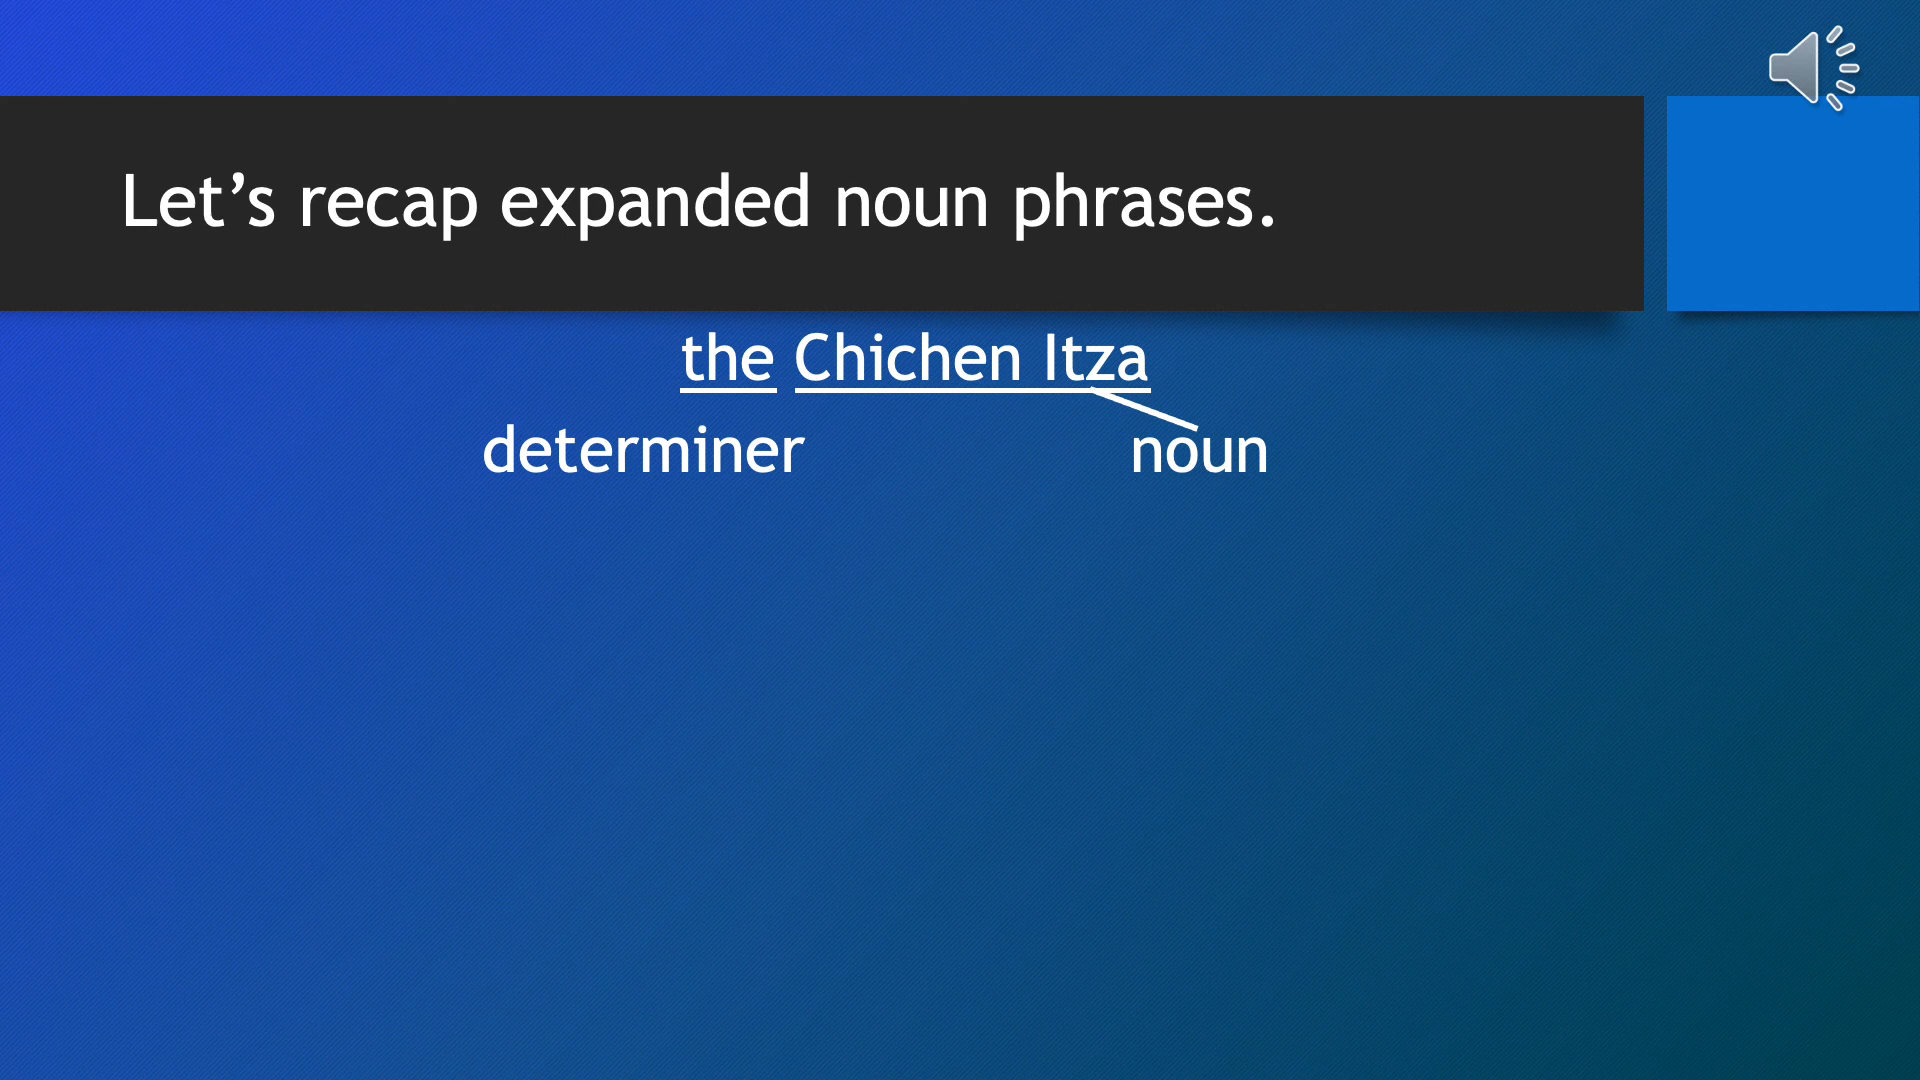 Let’s recap expanded noun phrases.
the Chichen Itza
determiner noun